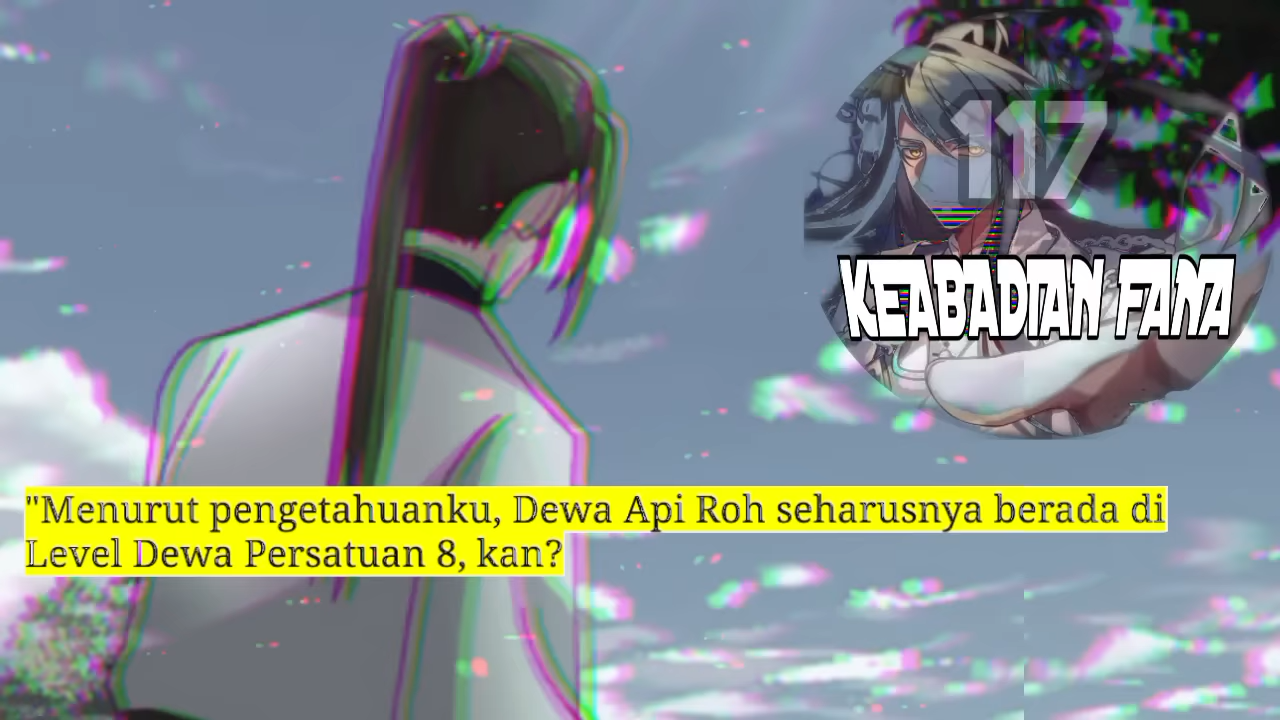 117
KEABADIAN FANA
"Menurut pengetahuanku, Dewa Api Roh seharusnya berada di
Level Dewa Persatuan 8, kan?